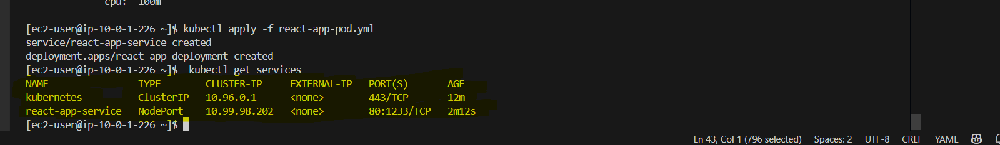 cpu: 100m
[ec2-user@ip-10-0-1-226 ~]$ kubectl apply -f react-app-pod.yml
service/react-app-service created
deployment.apps/react-app-deployment created
[ec2-user@ip-10-0-1-226 ~]$  kubectl get services
NAME                TYPE        CLUSTER-IP     EXTERNAL-IP   PORT(S)       AGE
kubernetes          ClusterIP   10.96.0.1      <none>        443/TCP       12m
react-app-service   NodePort    10.99.98.202   <none>        80:1233/TCP   2m12s
[ec2-user@ip-10-0-1-226 ~]$
Ln 43, Col 1 (796 selected) Spaces: 2 UTF-8 CRLF YAML